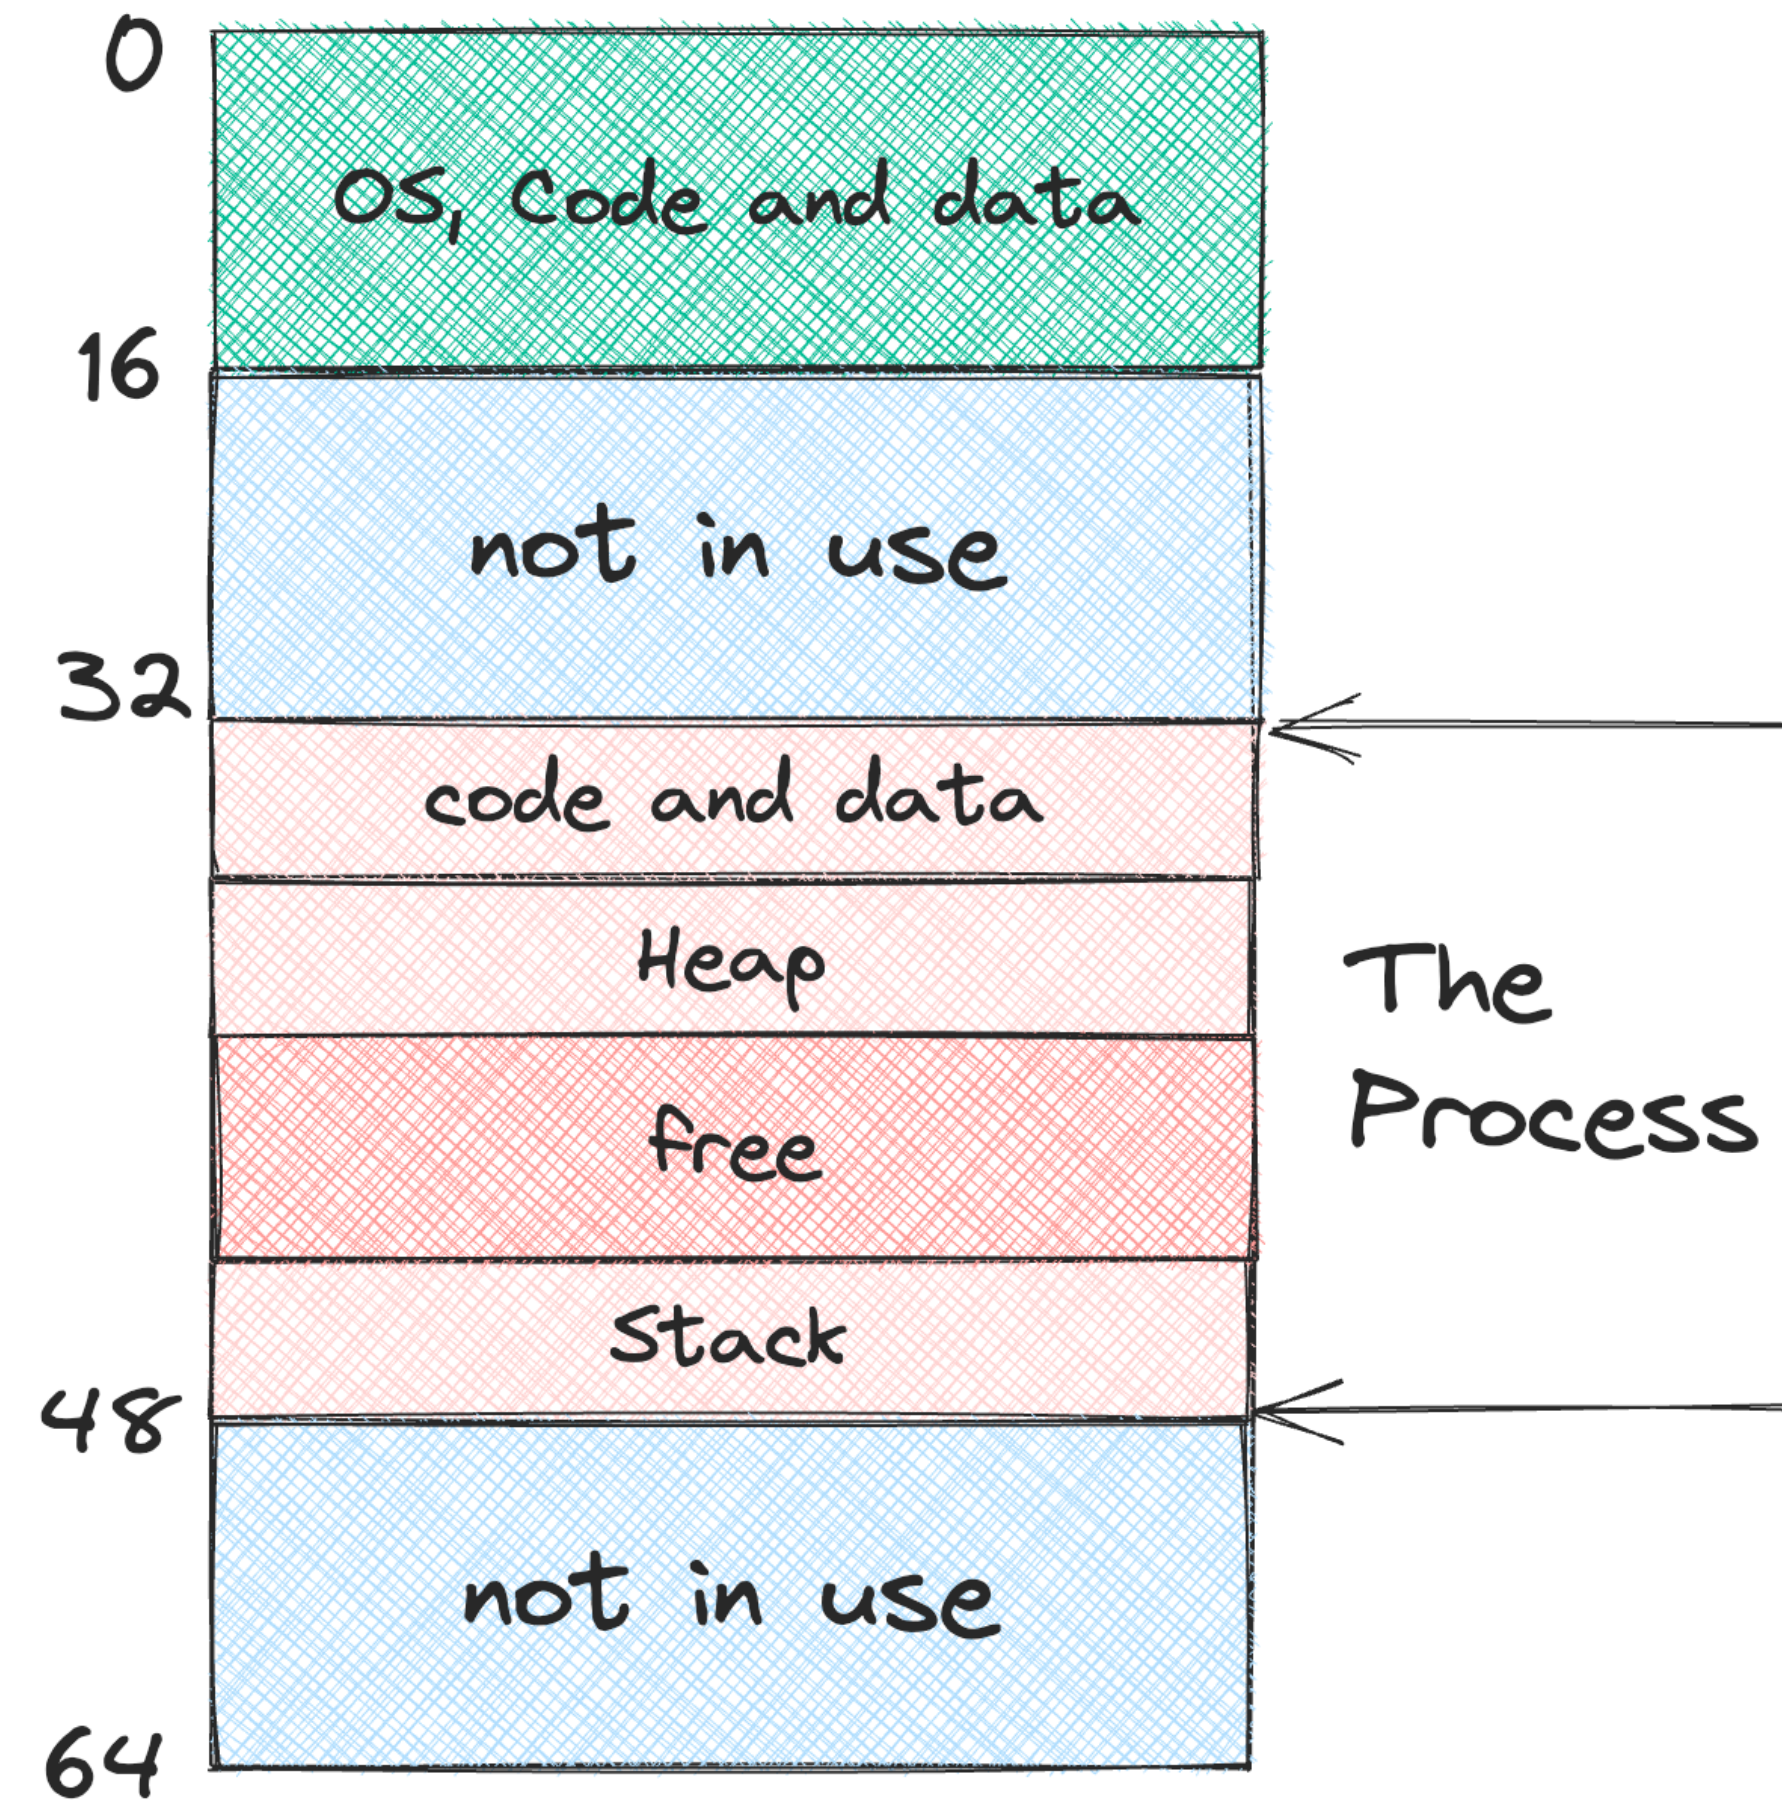 0
OS, Code and data
16
not in use
32
code and data
Heap
free
Stack
The
Process
48
not in use
64